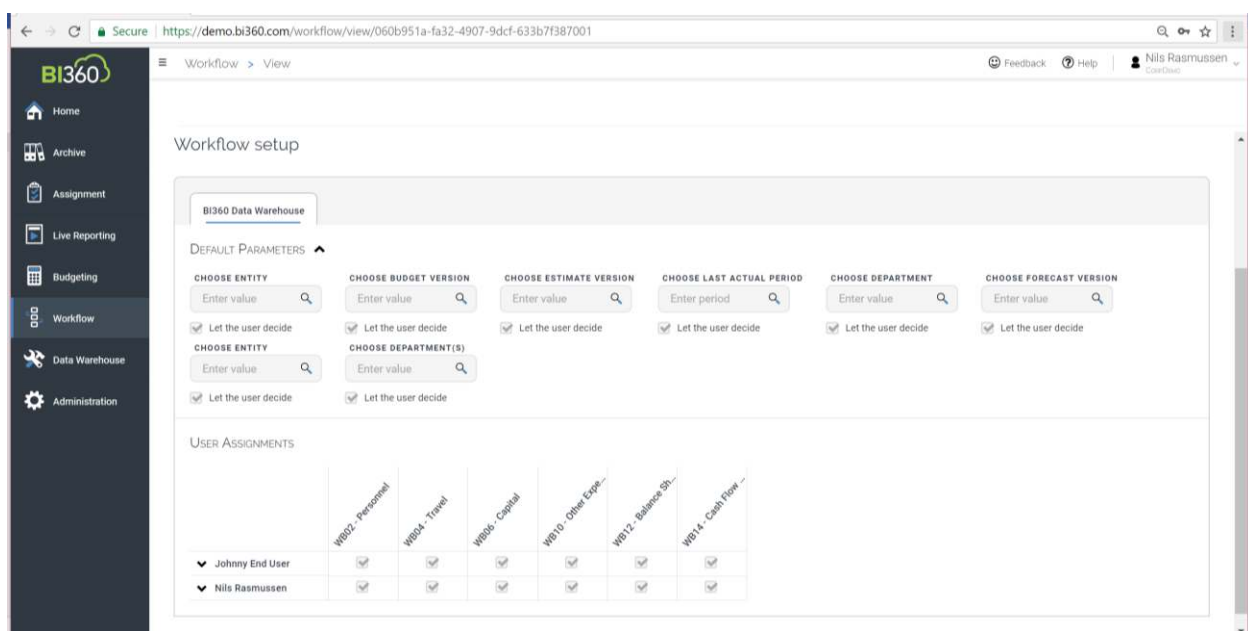 Secure https://demo.bi360.com/workflow/view/060b951a-fa32-4907-9dcf-633b7f387001
BI360
Workflow > View
Feedback Help Nils Rasmussen
Home
Archive
Assignment
Live Reporting
Budgeting
Workflow
Data Warehouse
Administration
Workflow setup
BI360 Data Warehouse
DEFAULT PARAMETERS
CHOOSE ENTITY CHOOSE BUDGET VERSION CHOOSE ESTIMATE VERSION CHOOSE LAST ACTUAL PERIOD CHOOSE DEPARTMENT CHOOSE FORECAST VERSION
Enter value Enter value Enter value Enter period Enter value Enter value
Let the user decide Let the user decide Let the user decide Let the user decide Let the user decide Let the user decide
CHOOSE ENTITY CHOOSE DEPARTMENT(S)
Enter value Enter value
Let the user decide Let the user decide
USER ASSIGNMENTS
WB02 - Personnel
WB04 - Travel
WB06 - Capital
WB10 - Other Expe...
WB12 - Balance Sh...
WB14 - Cash Flow ...
Johnny End User
Nils Rasmussen